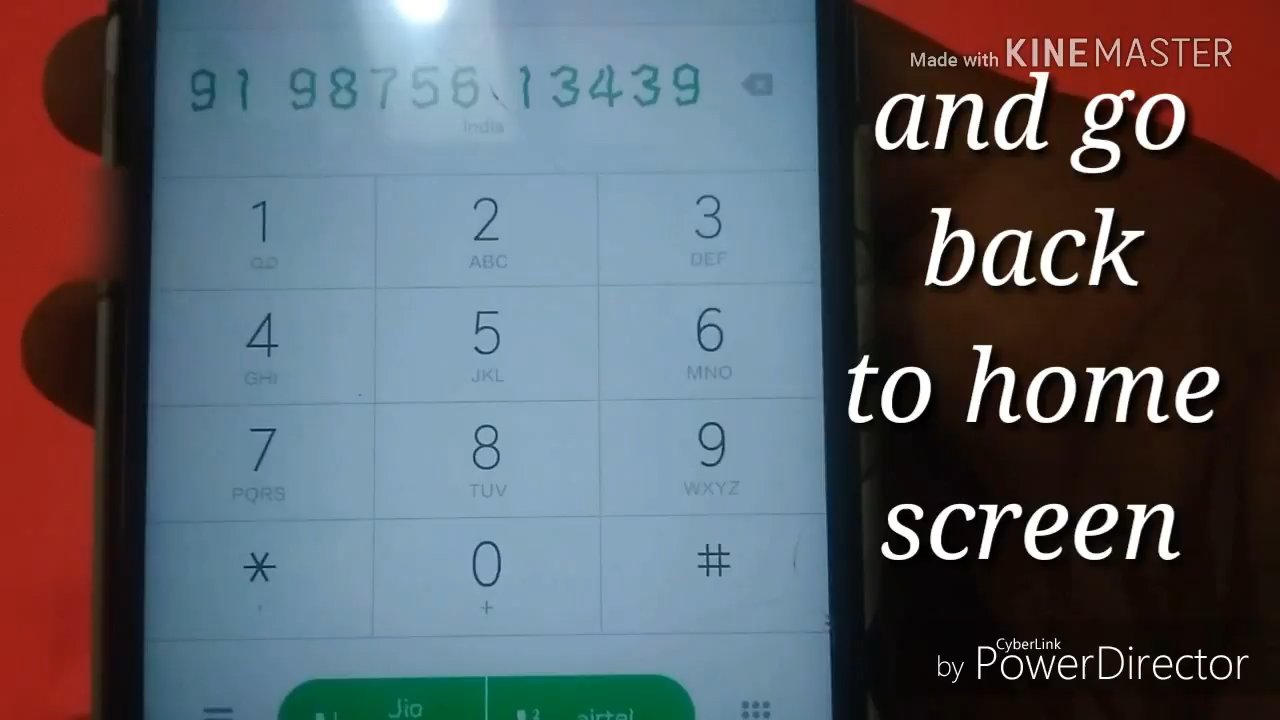 91 98756 13439
India
1
2
ABC
3
DEF
4
GHI
5
JKL
6
MNO
7
PQRS
8
TUV
9
WXYZ
*
0
+
#
Jio
2 airtel
Made with KINEMASTER
and go
back
to home
screen
CyberLink
by PowerDirector